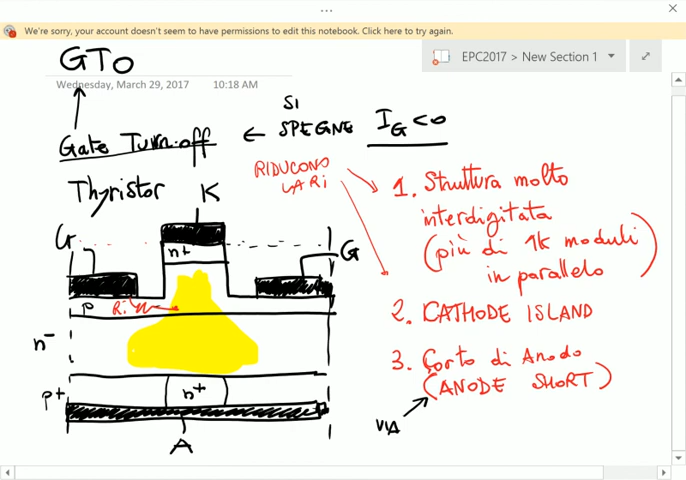 We're sorry, your account doesn't seem to have permissions to edit this notebook. Click here to try again.
EPC2017 > New Section 1
GTO
Wednesday, March 29, 2017 10:18 AM
SI
SPEGNE
IG<0
Gate Turn-off
Thyristor
K
RIDUCONO
LA Ri
1. Struttura molto
interdigitata
(più di 1k moduli
in parallelo)
2. CATHODE ISLAND
3. Corto di Anodo
(ANODE SHORT)
VIA
G
n+
G
p
Ri
n-
p+
n+
A